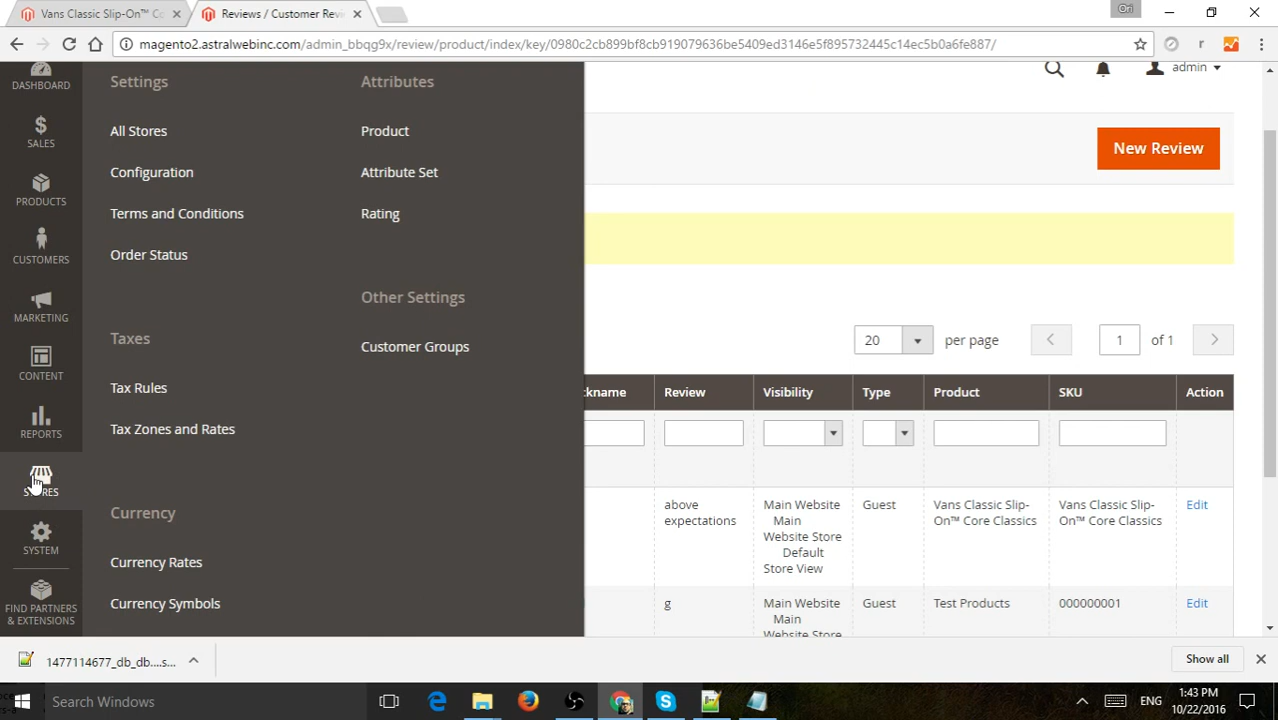 Vans Classic Slip-On™ Co
Reviews / Customer Revi
Ori
magento2.astralwebinc.com/admin_bbqg9x/review/product/index/key/0980c2cb899bf8cb919079636be5409ed3146e5f895732445c14ec5b0a6fe887/
r
DASHBOARD
SALES
PRODUCTS
CUSTOMERS
MARKETING
CONTENT
REPORTS
STORES
SYSTEM
FIND PARTNERS
& EXTENSIONS
Settings
All Stores
Configuration
Terms and Conditions
Order Status
Taxes
Tax Rules
Tax Zones and Rates
Currency
Currency Rates
Currency Symbols
Attributes
Product
Attribute Set
Rating
Other Settings
Customer Groups
admin
New Review
20 per page 1 of 1
ckname Review Visibility Type Product SKU Action
above expectations Main Website Main Website Store Default Store View Guest Vans Classic Slip-On™ Core Classics Vans Classic Slip-On™ Core Classics Edit
g Main Website Main Website Store Guest Test Products 000000001 Edit
1477114677_db_db....s...
Show all
Search Windows
ENG
1:43 PM
10/22/2016